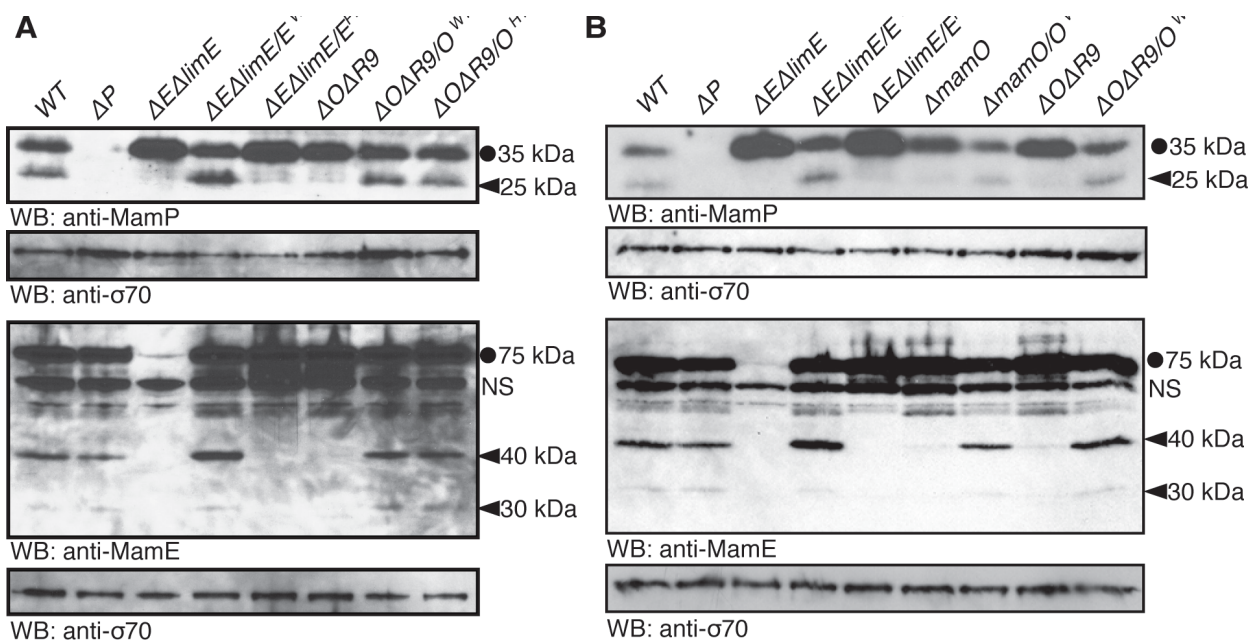 A
WT
ΔP
ΔEΔlimE
ΔEΔlimE/E
ΔEΔlimE/E
ΔOΔR9
ΔOΔR9/O
ΔOΔR9/O
35 kDa
25 kDa
WB: anti-MamP
WB: anti-σ70
75 kDa
NS
40 kDa
30 kDa
WB: anti-MamE
WB: anti-σ70
B
WT
ΔP
ΔEΔlimE
ΔEΔlimE/E
ΔEΔlimE/E
ΔmamO
ΔmamO/O
ΔOΔR9
ΔOΔR9/O
35 kDa
25 kDa
WB: anti-MamP
WB: anti-σ70
75 kDa
NS
40 kDa
30 kDa
WB: anti-MamE
WB: anti-σ70